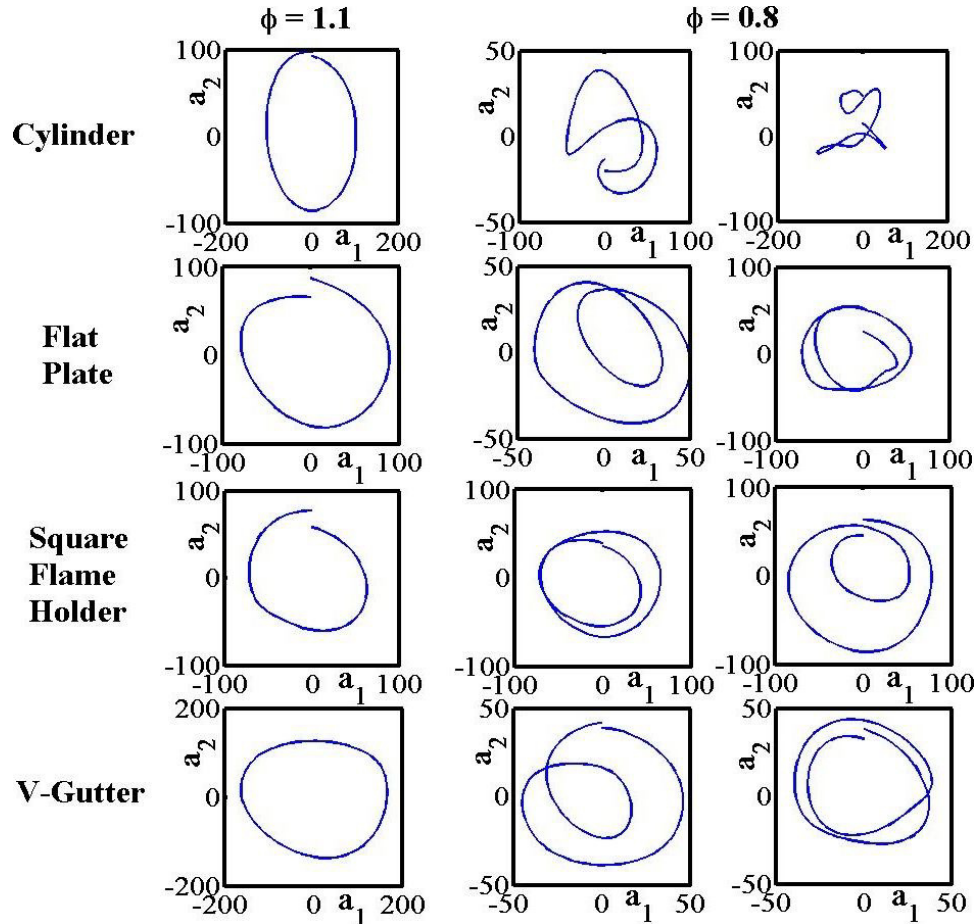 ϕ = 1.1 ϕ = 0.8
Cylinder
100 a2 0 -100 -200 0 a1 200
50 a2 0 -50 -100 0 a1 100
100 a2 0 -100 -200 0 a1 200
Flat
Plate
100 a2 0 -100 -100 0 a1 100
50 a2 0 -50 -50 0 a1 50
100 a2 0 -100 -100 0 a1 100
Square
Flame
Holder
100 a2 0 -100 -100 0 a1 100
100 a2 0 -100 -100 0 a1 100
100 a2 0 -100 -100 0 a1 100
V-Gutter
200 a2 0 -200 -200 0 a1 200
50 a2 0 -50 -50 0 a1 50
50 a2 0 -50 -50 0 a1 50